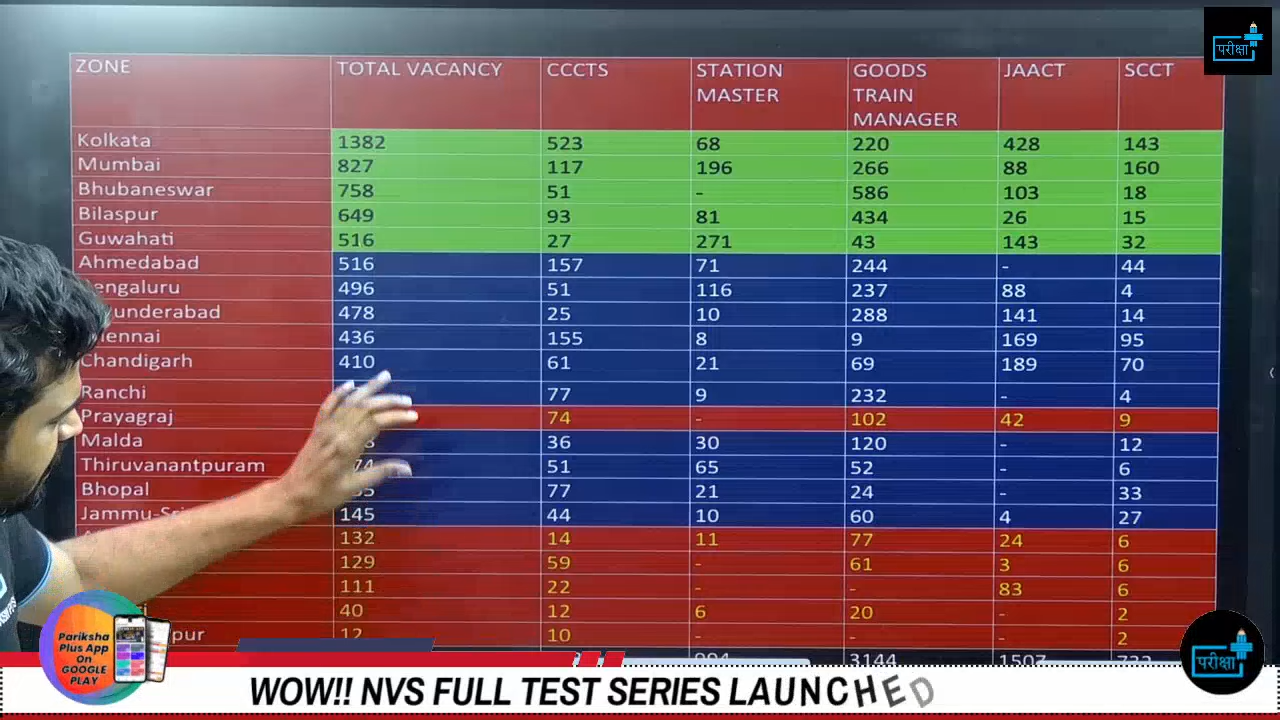 परीक्षा
ZONE TOTAL VACANCY CCCTS STATION MASTER GOODS TRAIN MANAGER JAACT SCCT
Kolkata 1382 523 68 220 428 143
Mumbai 827 117 196 266 88 160
Bhubaneswar 758 51 - 586 103 18
Bilaspur 649 93 81 434 26 15
Guwahati 516 27 271 43 143 32
Ahmedabad 516 157 71 244 - 44
engaluru 496 51 116 237 88 4
underabad 478 25 10 288 141 14
ennai 436 155 8 9 169 95
Chandigarh 410 61 21 69 189 70
Ranchi 77 9 232 - 4
Prayagraj 74 - 102 42 9
Malda 36 30 120 - 12
Thiruvanantpuram 51 65 52 - 6
Bhopal 77 21 24 - 33
Jammu-Sri 145 44 10 60 4 27
132 14 11 77 24 6
129 59 - 61 3 6
111 22 - - 83 6
40 12 6 20 - 2
pur 12 10 - - - 2
3144 1507
Pariksha
Plus App
On
GOOGLE
PLAY
परीक्षा
WOW!! NVS FULL TEST SERIES LAUNCHED